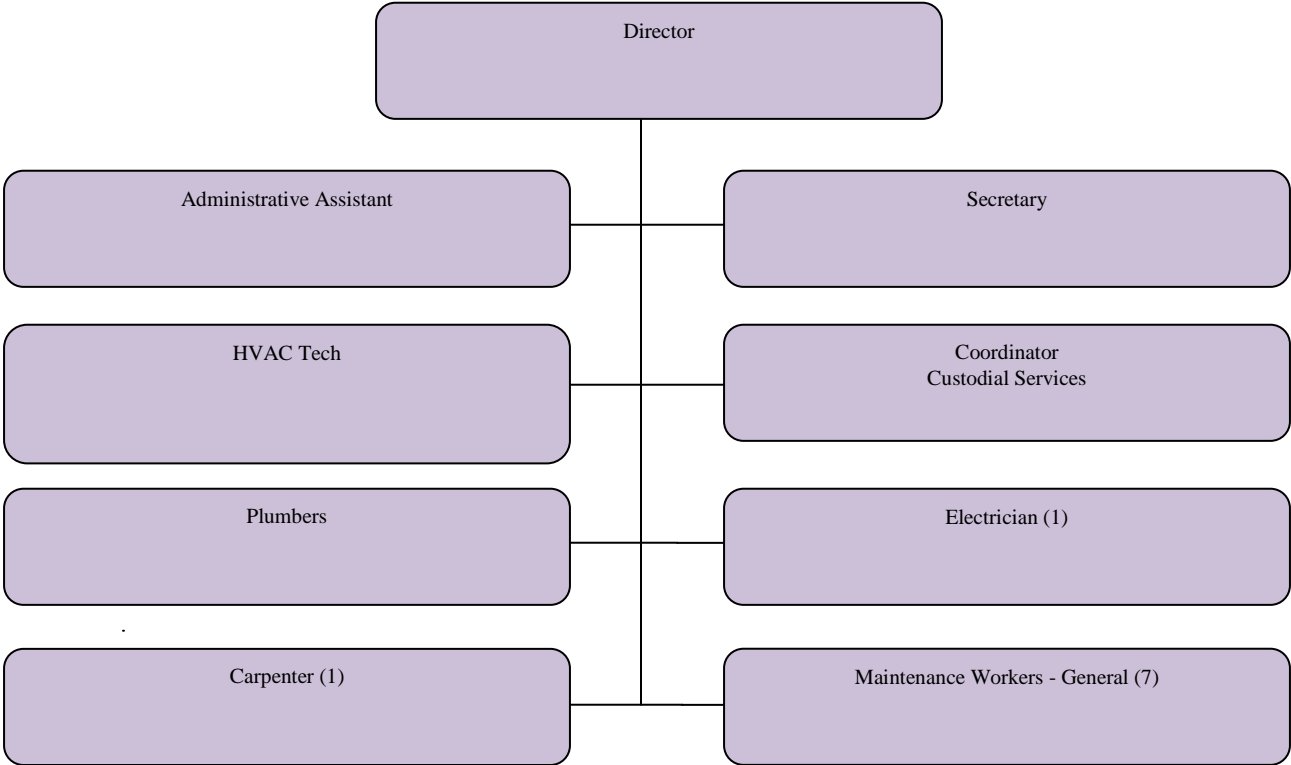 Director
Administrative Assistant
Secretary
HVAC Tech
Coordinator
Custodial Services
Plumbers
Electrician (1)
.
Carpenter (1)
Maintenance Workers - General (7)